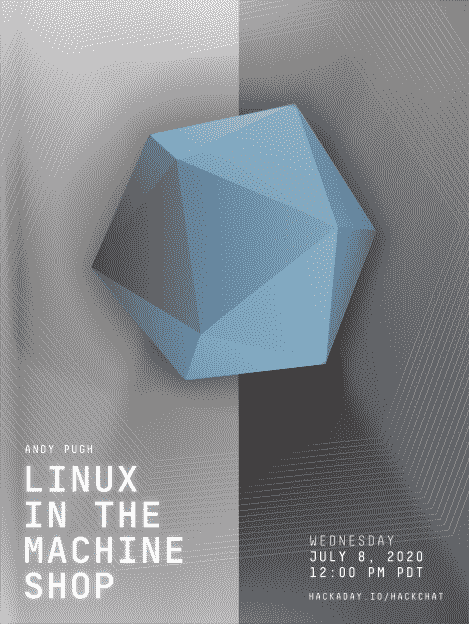 ANDY PUGH
LINUX
IN THE
MACHINE
SHOP
WEDNESDAY
JULY 8, 2020
12:00 PM PDT
HACKADAY.IO/HACKCHAT